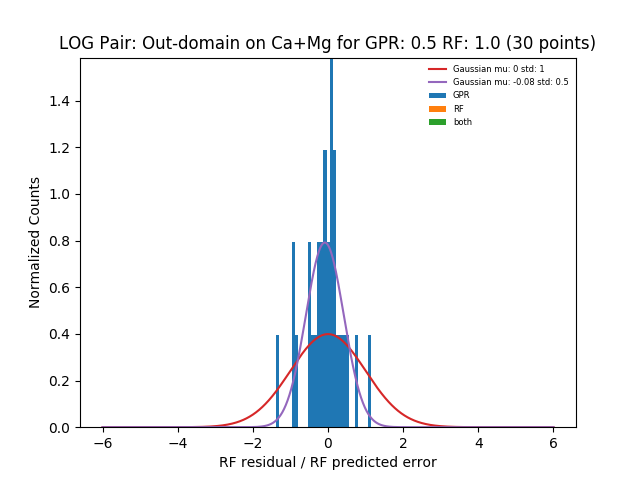 LOG Pair: Out-domain on Ca+Mg for GPR: 0.5 RF: 1.0 (30 points)
Gaussian mu: 0 std: 1
Gaussian mu: -0.08 std: 0.5
GPR
RF
both
Normalized Counts
1.4
1.2
1.0
0.8
0.6
0.4
0.2
0.0
−6 −4 −2 0 2 4 6
RF residual / RF predicted error